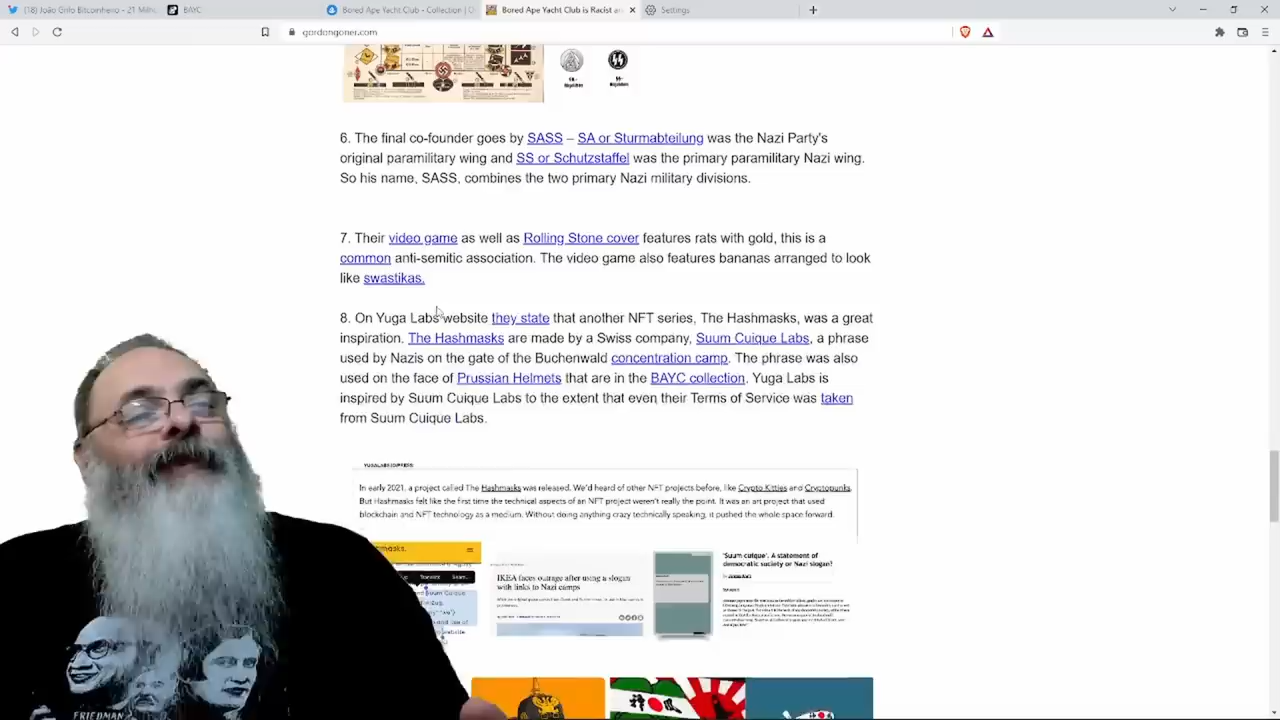 (18) João Grilo Bitcoinheiro - 21 Milhõ
BAYC
Bored Ape Yacht Club - Collection | O
Bored Ape Yacht Club is Racist an
Settings
gordongoner.com
6. The final co-founder goes by SASS – SA or Sturmabteilung was the Nazi Party's
original paramilitary wing and SS or Schutzstaffel was the primary paramilitary Nazi wing.
So his name, SASS, combines the two primary Nazi military divisions.
7. Their video game as well as Rolling Stone cover features rats with gold, this is a
common anti-semitic association. The video game also features bananas arranged to look
like swastikas.
8. On Yuga Labs website they state that another NFT series, The Hashmasks, was a great
inspiration. The Hashmasks are made by a Swiss company, Suum Cuique Labs, a phrase
used by Nazis on the gate of the Buchenwald concentration camp. The phrase was also
used on the face of Prussian Helmets that are in the BAYC collection. Yuga Labs is
inspired by Suum Cuique Labs to the extent that even their Terms of Service was taken
from Suum Cuique Labs.
In early 2021, a project called The Hashmasks was released. We'd heard of other NFT projects before, like Crypto Kitties and Cryptopunks.
But Hashmasks felt like the first time the technical aspects of an NFT project weren't really the point. It was an art project that used
blockchain and NFT technology as a medium. Without doing anything crazy technically speaking, it pushed the whole space forward.
IKEA faces outrage after using a slogan
with links to Nazi camps
'Suum cuique'. A statement of
democratic society or Nazi slogan?
FRIEDMAN